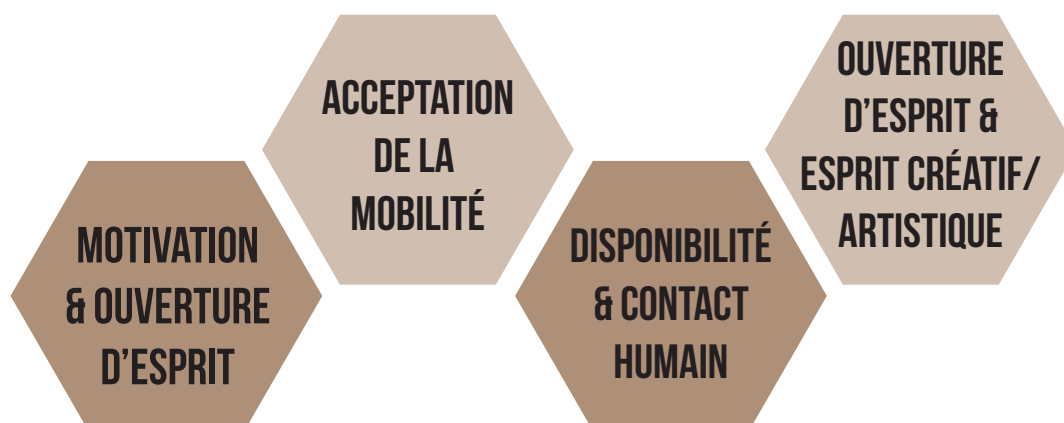 MOTIVATION
& OUVERTURE
D'ESPRIT
ACCEPTATION
DE LA
MOBILITÉ
DISPONIBILITÉ
& CONTACT
HUMAIN
OUVERTURE
D'ESPRIT &
ESPRIT CRÉATIF/
ARTISTIQUE